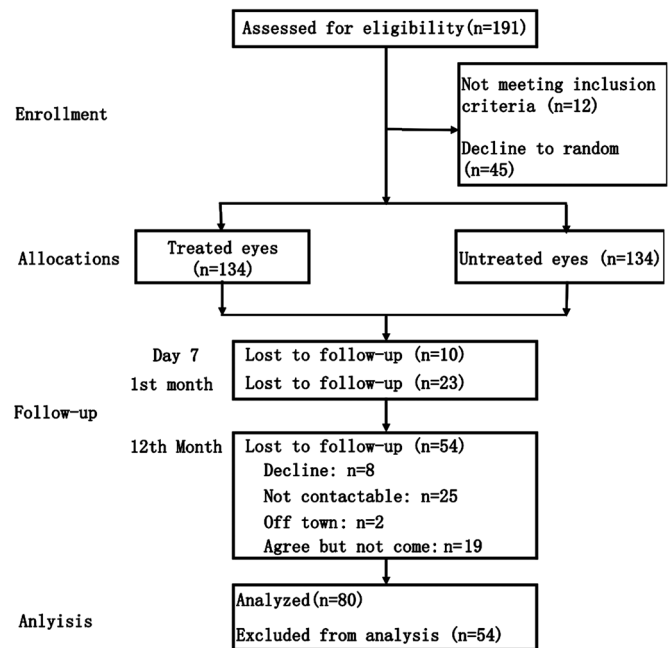 Assessed for eligibility(n=191)
Enrollment
Not meeting inclusion
criteria (n=12)
Decline to random
(n=45)
Allocations
Treated eyes
(n=134)
Untreated eyes (n=134)
Follow-up
Day 7
Lost to follow-up (n=10)
1st month
Lost to follow-up (n=23)
12th Month
Lost to follow-up (n=54)
Decline: n=8
Not contactable: n=25
Off town: n=2
Agree but not come: n=19
Anlyisis
Analyzed(n=80)
Excluded from analysis (n=54)